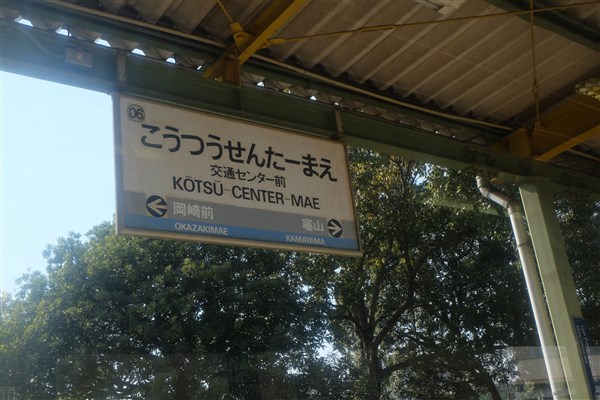 06
こうつうせんたーまえ
交通センター前
KŌTSŪ-CENTER-MAE
岡崎前 竈山
OKAZAKIMAE KAMAYAMA